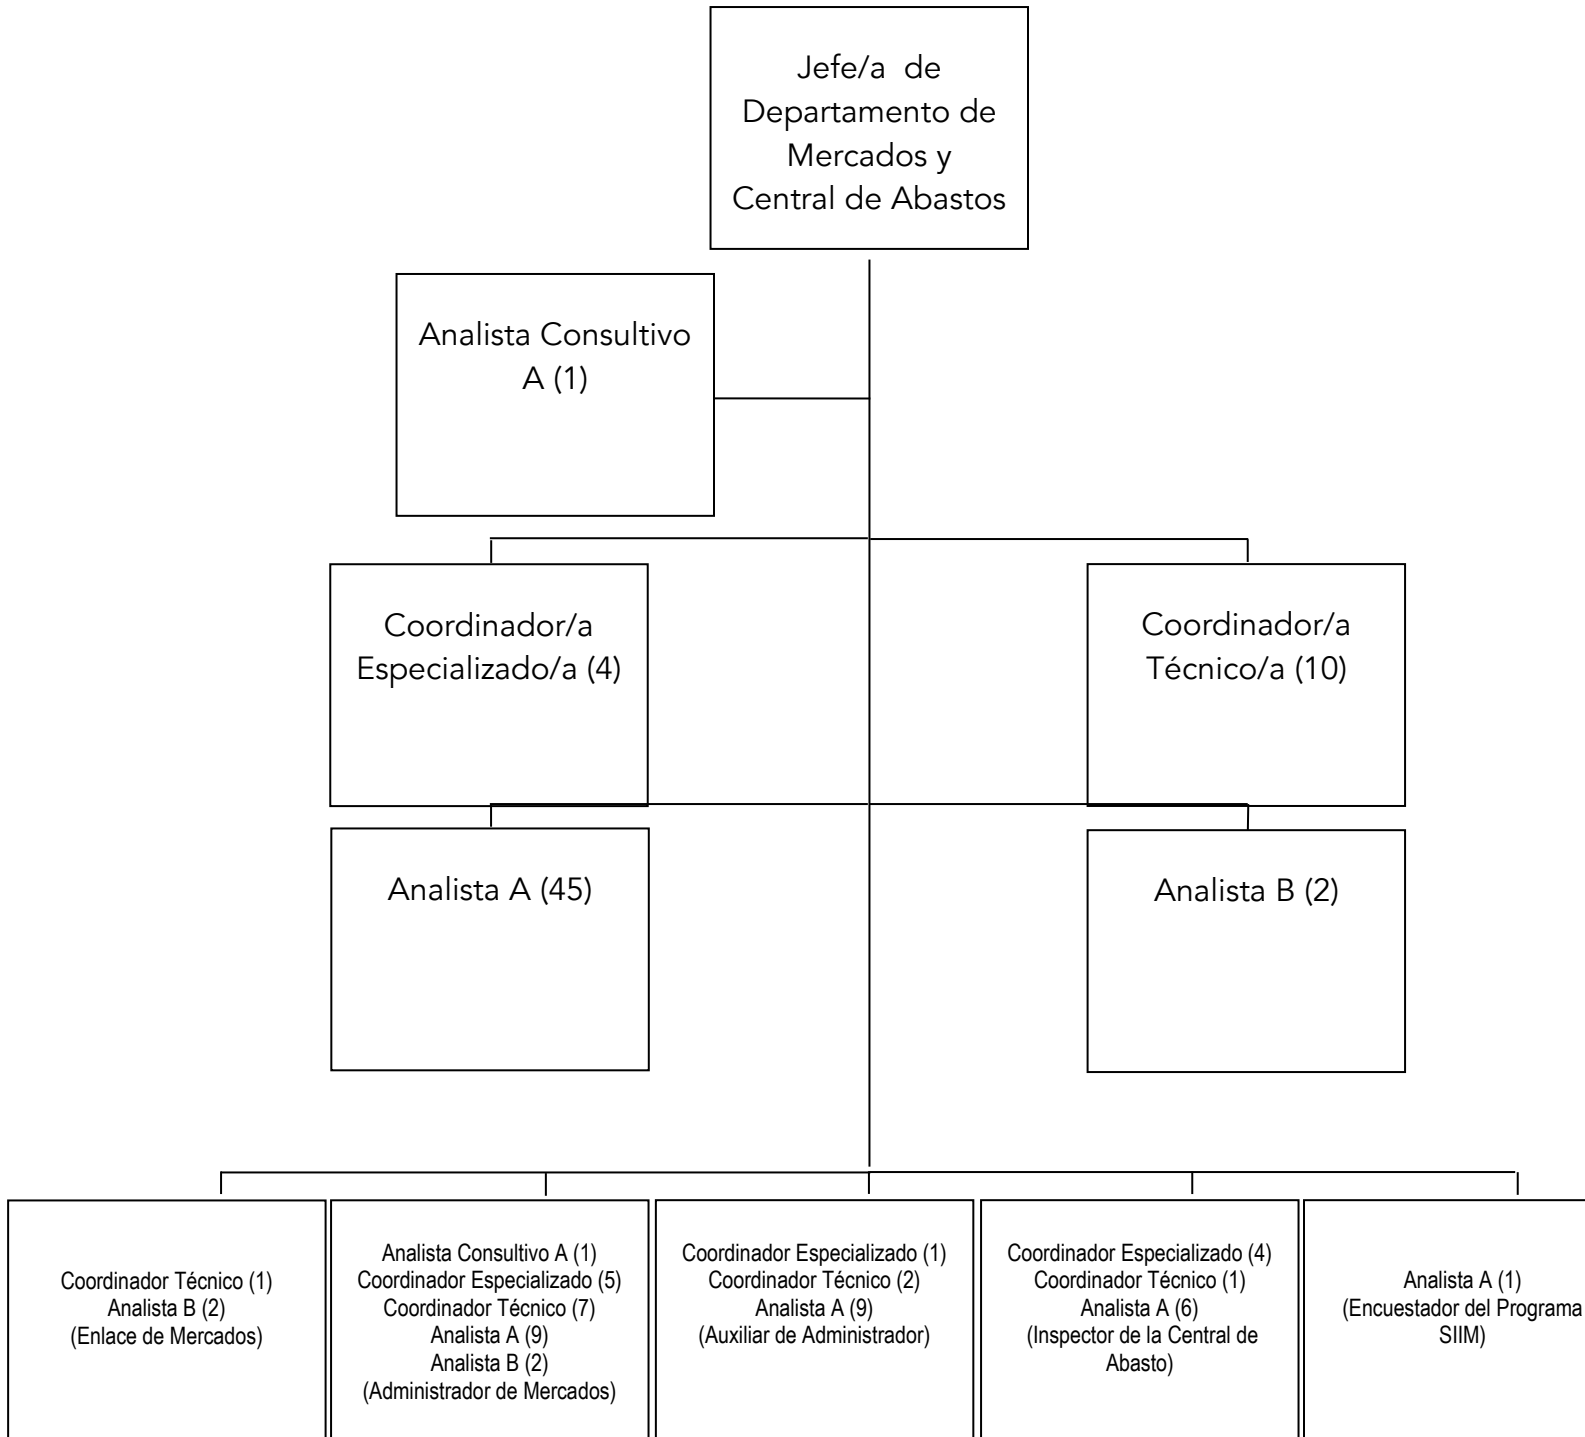 Jefe/a de
Departamento de
Mercados y
Central de Abastos
Analista Consultivo
A (1)
Coordinador/a
Especializado/a (4)
Coordinador/a
Técnico/a (10)
Analista A (45)
Analista B (2)
Coordinador Técnico (1)
Analista B (2)
(Enlace de Mercados)
Analista Consultivo A (1)
Coordinador Especializado (5)
Coordinador Técnico (7)
Analista A (9)
Analista B (2)
(Administrador de Mercados)
Coordinador Especializado (1)
Coordinador Técnico (2)
Analista A (9)
(Auxiliar de Administrador)
Coordinador Especializado (4)
Coordinador Técnico (1)
Analista A (6)
(Inspector de la Central de
Abasto)
Analista A (1)
(Encuestador del Programa
SIIM)